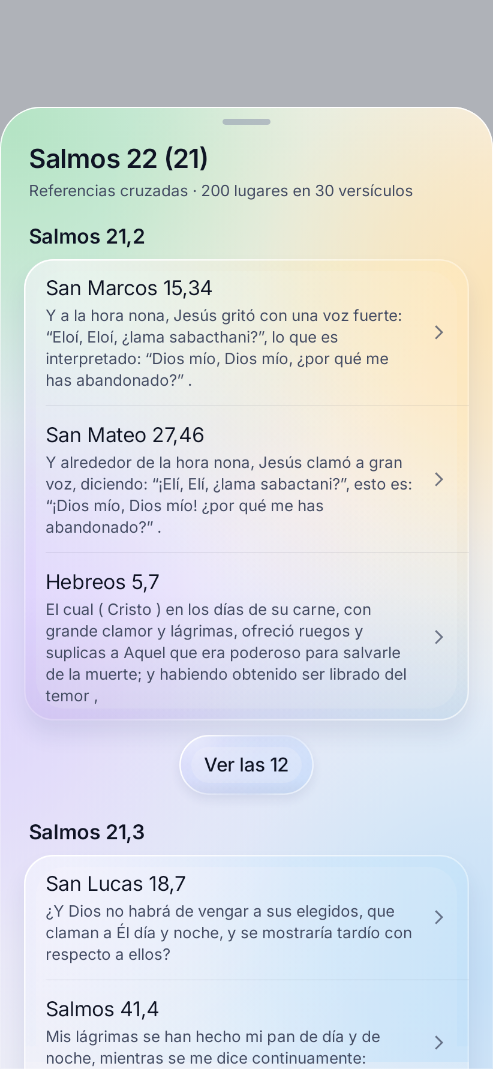 Salmos 22 (21)
Referencias cruzadas · 200 lugares en 30 versículos
Salmos 21,2
San Marcos 15,34
Y a la hora nona, Jesús gritó con una voz fuerte:
“Eloí, Eloí, ¿lama sabacthani?”, lo que es
interpretado: “Dios mío, Dios mío, ¿por qué me
has abandonado?” .
San Mateo 27,46
Y alrededor de la hora nona, Jesús clamó a gran
voz, diciendo: “¡Elí, Elí, ¿lama sabactani?”, esto es:
“¡Dios mío, Dios mío! ¿por qué me has
abandonado?” .
Hebreos 5,7
El cual ( Cristo ) en los días de su carne, con
grande clamor y lágrimas, ofreció ruegos y
suplicas a Aquel que era poderoso para salvarle
de la muerte; y habiendo obtenido ser librado del
temor ,
Ver las 12
Salmos 21,3
San Lucas 18,7
¿Y Dios no habrá de vengar a sus elegidos, que
claman a Él día y noche, y se mostraría tardío con
respecto a ellos?
Salmos 41,4
Mis lágrimas se han hecho mi pan de día y de
noche, mientras se me dice continuamente: